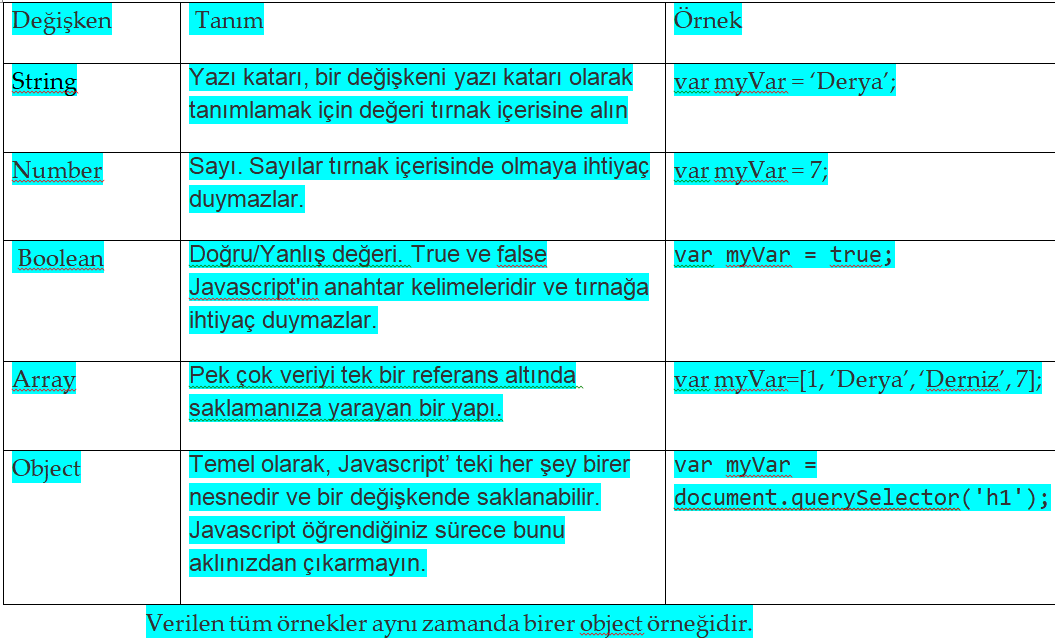 Değişken Tanım Örnek
String Yazı katarı, bir değişkeni yazı katarı olarak var myVar = ‘Derya’;
tanımlamak için değeri tırnak içerisine alın
Number Sayı. Sayılar tırnak içerisinde olmaya ihtiyaç var myVar = 7;
duymazlar.
Boolean Doğru/Yanlış değeri. True ve false var myVar = true;
Javascript'in anahtar kelimeleridir ve tırnağa
ihtiyaç duymazlar.
Array Pek çok veriyi tek bir referans altında var myVar=[1, ‘Derya’, ‘Derniz’, 7];
saklamanıza yarayan bir yapı.
Object Temel olarak, Javascript’ teki her şey birer var myVar =
nesnedir ve bir değişkende saklanabilir. document.querySelector('h1');
Javascript öğrendiğiniz sürece bunu
aklınızdan çıkarmayın.
Verilen tüm örnekler aynı zamanda birer object örneğidir.